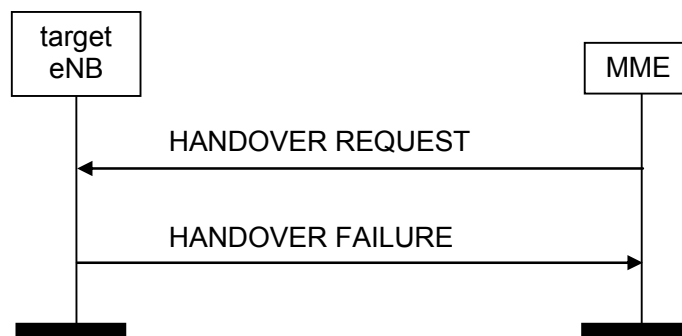 target
eNB
MME
HANDOVER REQUEST
HANDOVER FAILURE